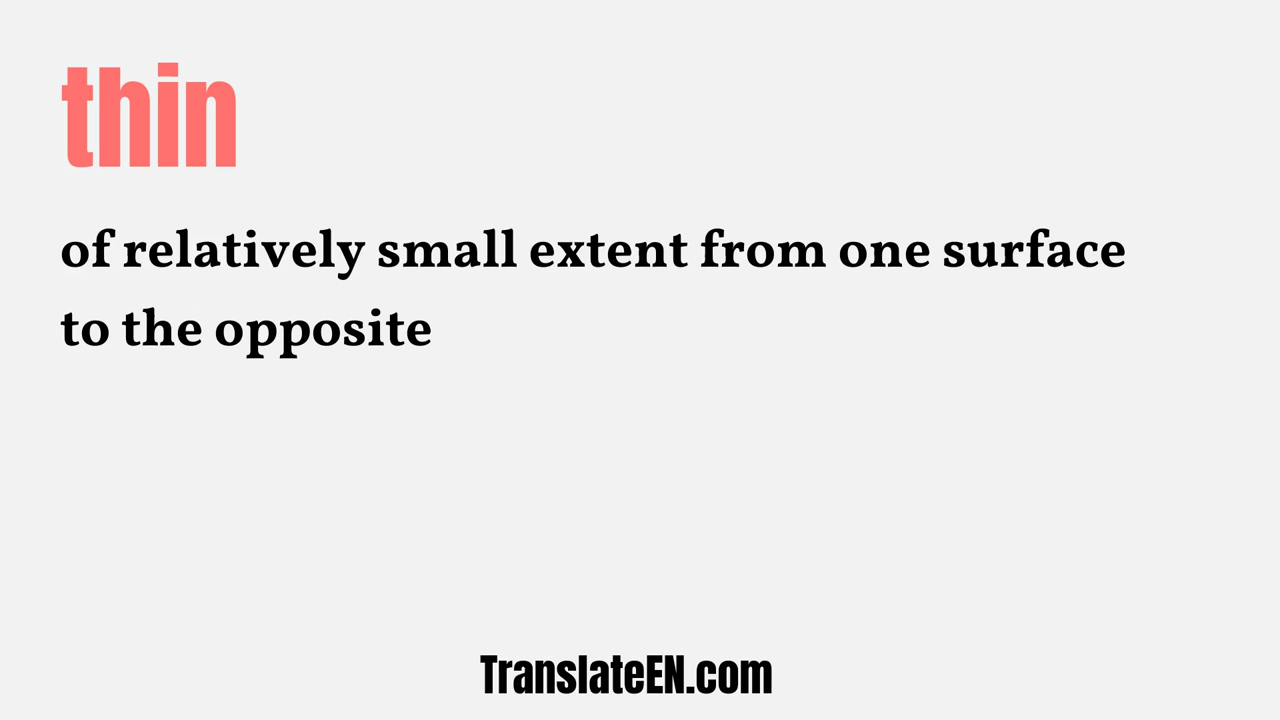 thin
of relatively small extent from one surface
to the opposite
TranslateEN.com